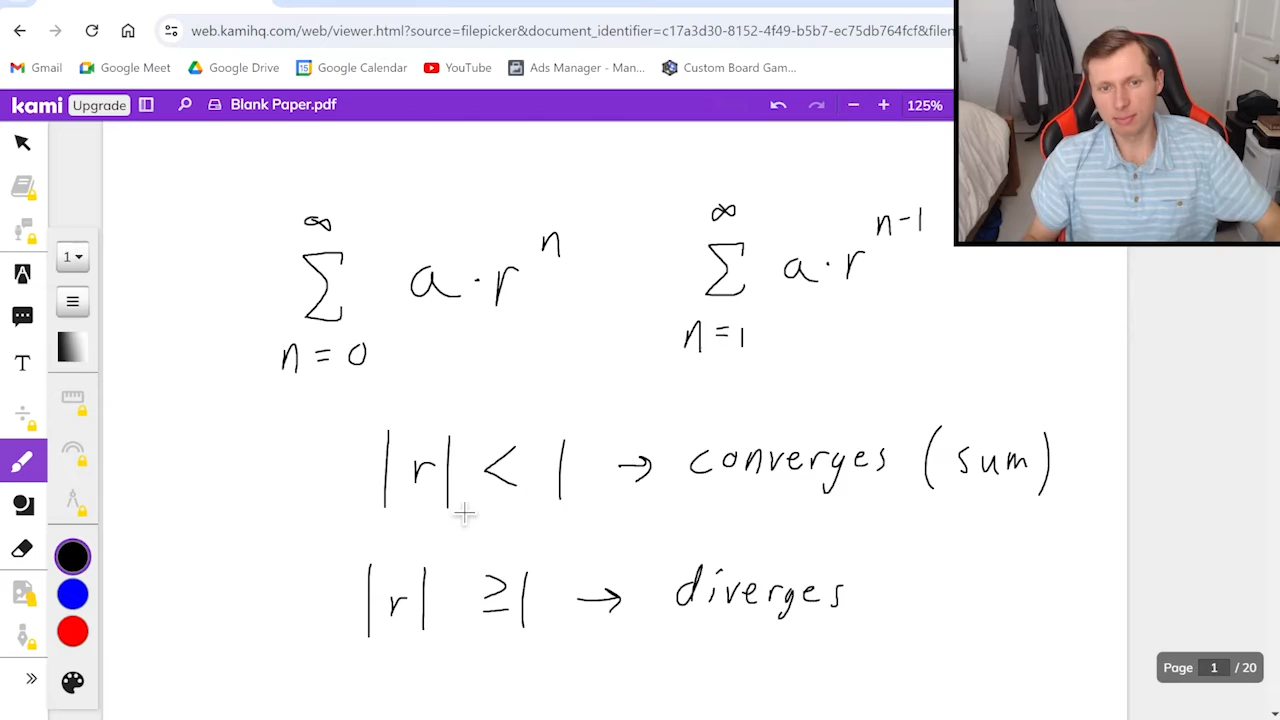 web.kamihq.com/web/viewer.html?source=filepicker&document_identifier=c17a3d30-8152-4f49-b5b7-ec75db764fcf&filen
Gmail Google Meet Google Drive 15 Google Calendar YouTube Ads Manager - Man... Custom Board Gam...
kami Upgrade Blank Paper.pdf 125%
∞ ∞
∑ a · r^n ∑ a · r^(n-1)
n = 0 n = 1
1
|r| < 1 → converges (sum)
|r| ≥ 1 → diverges
T
Page 1 / 20